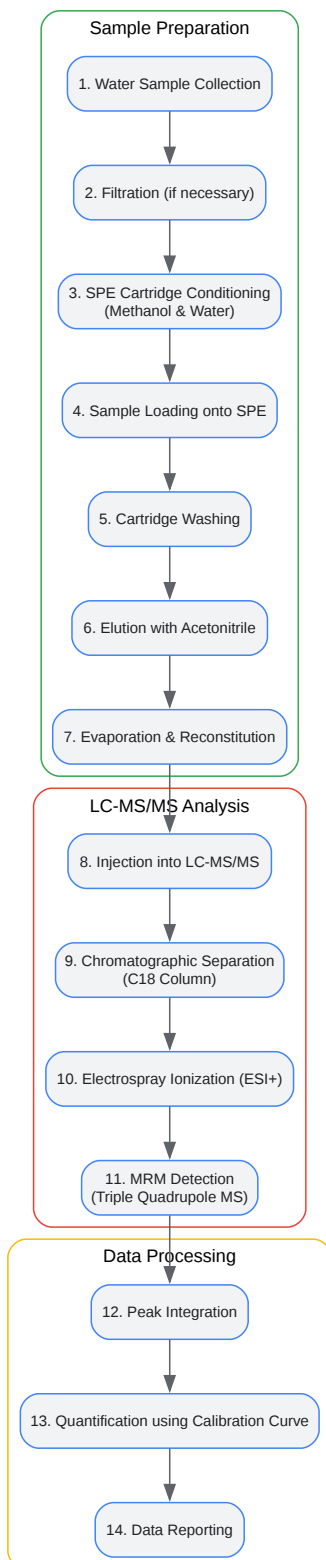 Sample Preparation
1. Water Sample Collection
2. Filtration (if necessary)
3. SPE Cartridge Conditioning
(Methanol & Water)
4. Sample Loading onto SPE
5. Cartridge Washing
6. Elution with Acetonitrile
7. Evaporation & Reconstitution
LC-MS/MS Analysis
8. Injection into LC-MS/MS
9. Chromatographic Separation
(C18 Column)
10. Electrospray Ionization (ESI+)
11. MRM Detection
(Triple Quadrupole MS)
Data Processing
12. Peak Integration
13. Quantification using Calibration Curve
14. Data Reporting